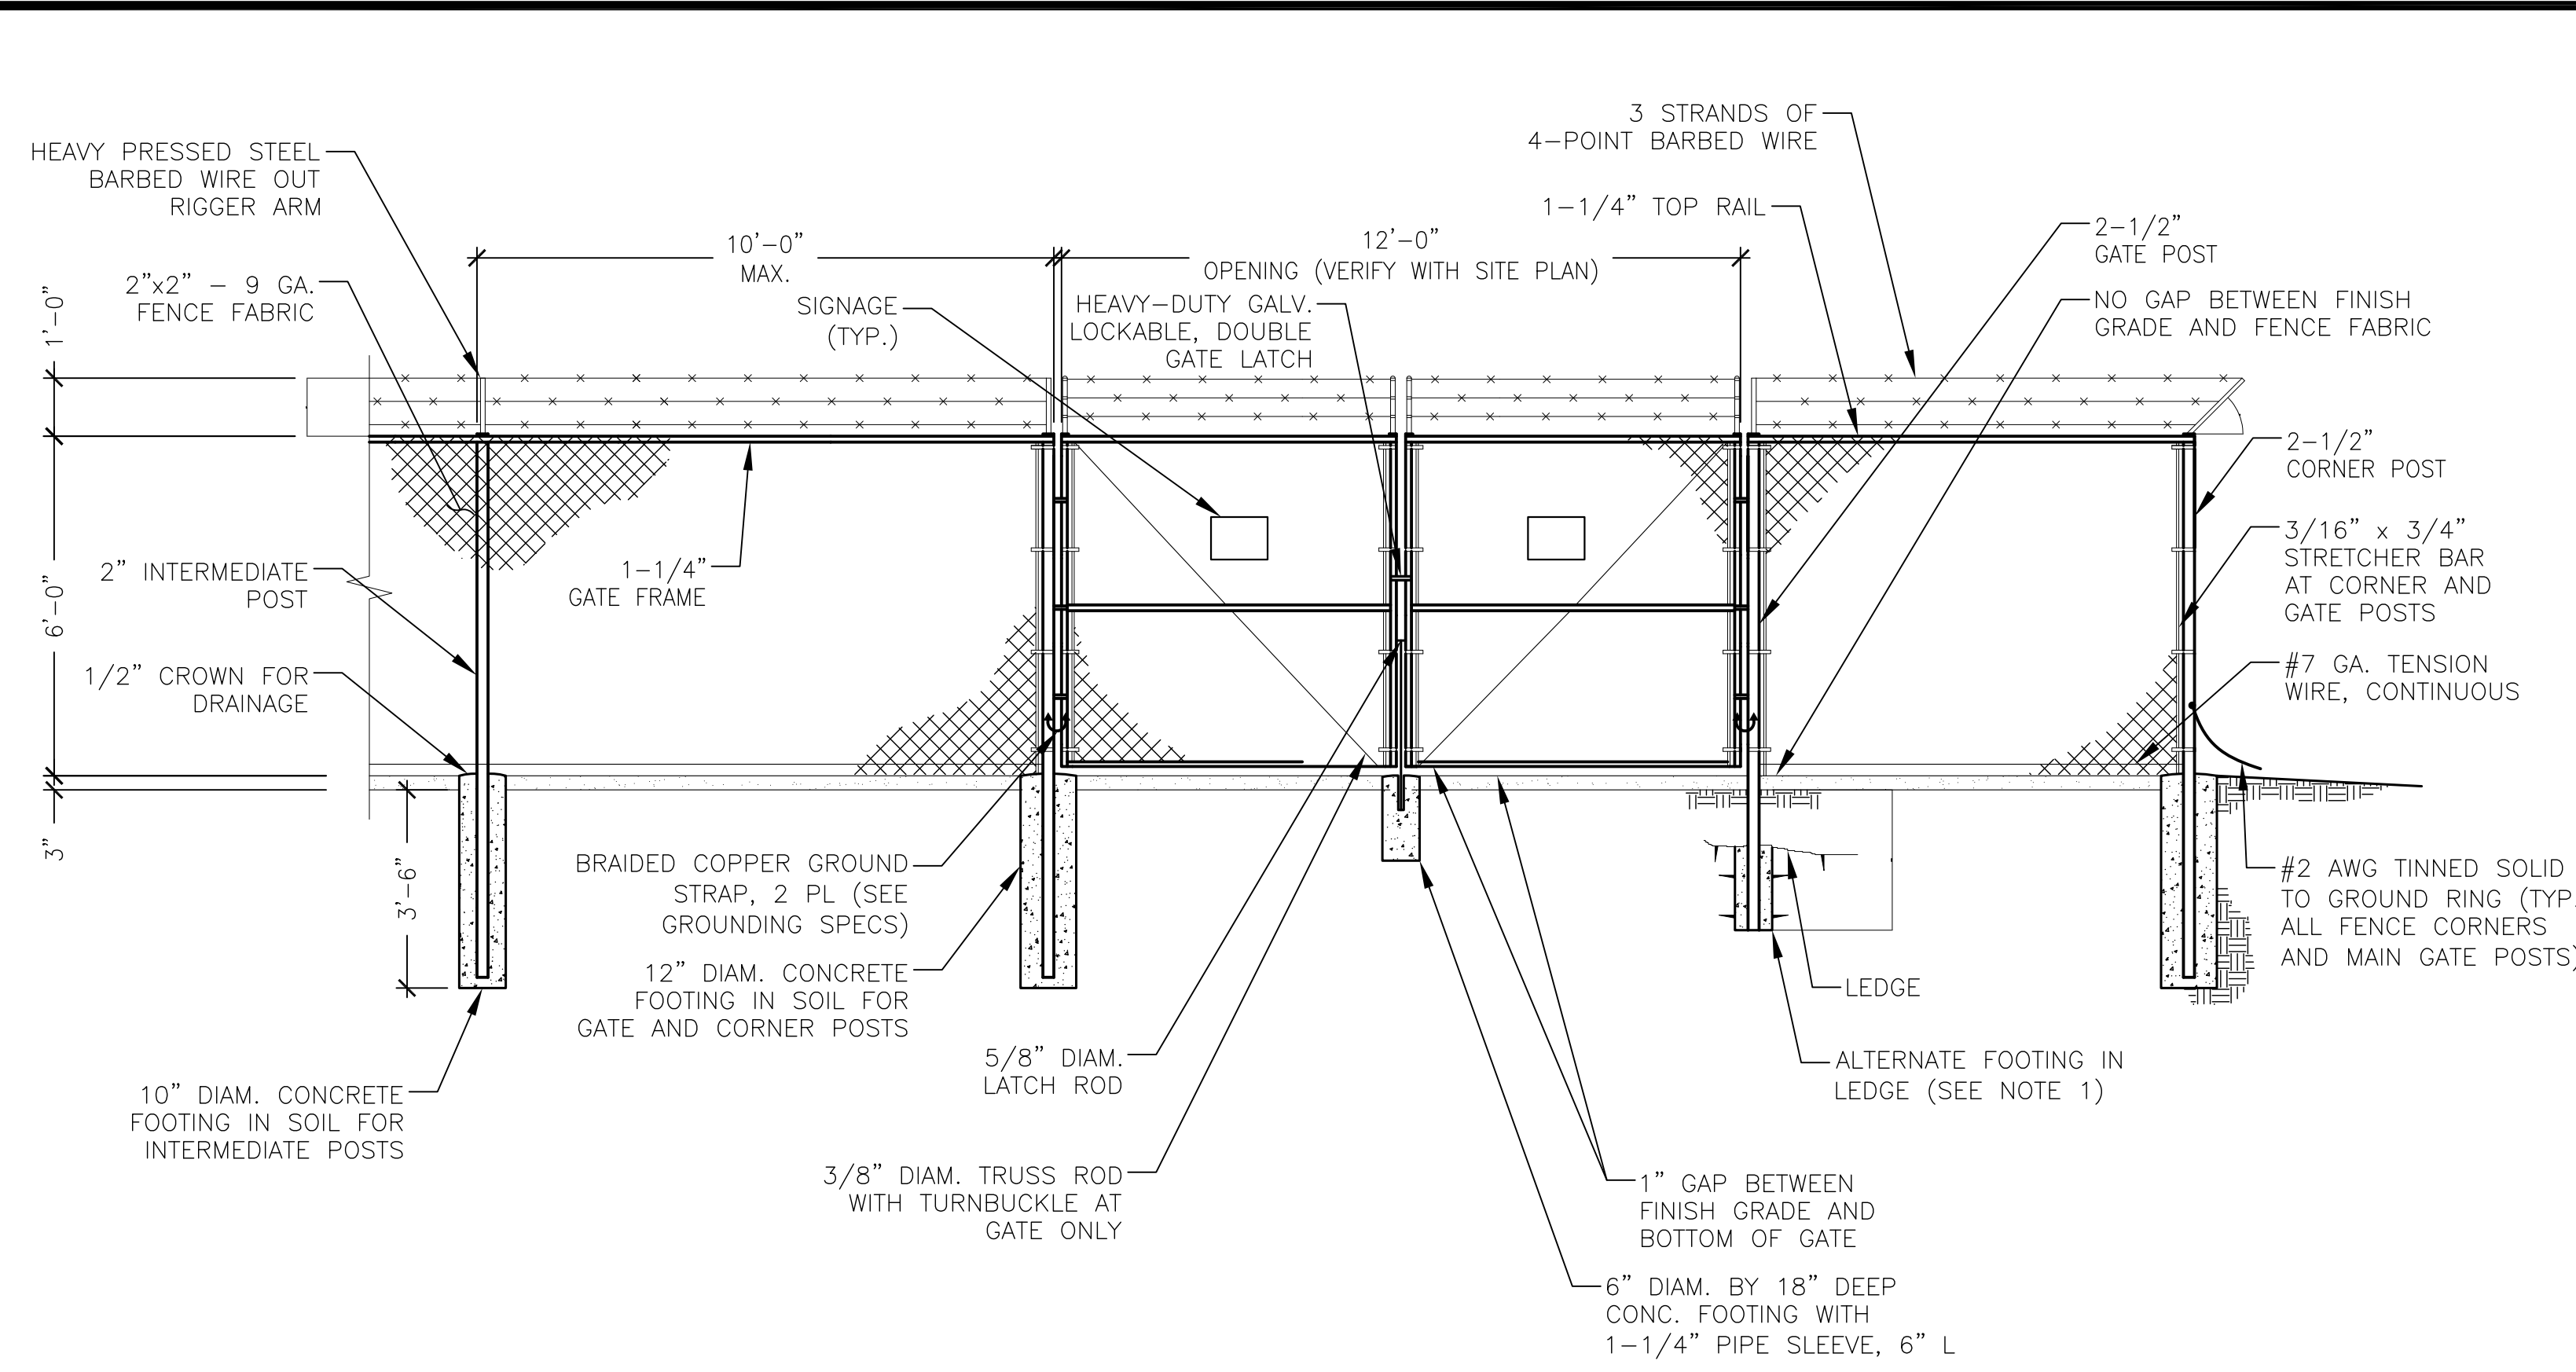 3 STRANDS OF
4-POINT BARBED WIRE
HEAVY PRESSED STEEL
BARBED WIRE OUT
RIGGER ARM
1-1/4" TOP RAIL
2-1/2"
GATE POST
10'-0"
MAX.
12'-0"
OPENING (VERIFY WITH SITE PLAN)
2"x2" - 9 GA.
FENCE FABRIC
SIGNAGE
(TYP.)
HEAVY-DUTY GALV.
LOCKABLE, DOUBLE
GATE LATCH
NO GAP BETWEEN FINISH
GRADE AND FENCE FABRIC
1'-0"
6'-0"
3"
3'-6"
2-1/2"
CORNER POST
3/16" x 3/4"
STRETCHER BAR
AT CORNER AND
GATE POSTS
2" INTERMEDIATE
POST
1-1/4"
GATE FRAME
1/2" CROWN FOR
DRAINAGE
#7 GA. TENSION
WIRE, CONTINUOUS
BRAIDED COPPER GROUND
STRAP, 2 PL (SEE
GROUNDING SPECS)
#2 AWG TINNED SOLID
TO GROUND RING (TYP.
ALL FENCE CORNERS
AND MAIN GATE POSTS)
12" DIAM. CONCRETE
FOOTING IN SOIL FOR
GATE AND CORNER POSTS
LEDGE
5/8" DIAM.
LATCH ROD
ALTERNATE FOOTING IN
LEDGE (SEE NOTE 1)
10" DIAM. CONCRETE
FOOTING IN SOIL FOR
INTERMEDIATE POSTS
3/8" DIAM. TRUSS ROD
WITH TURNBUCKLE AT
GATE ONLY
1" GAP BETWEEN
FINISH GRADE AND
BOTTOM OF GATE
6" DIAM. BY 18" DEEP
CONC. FOOTING WITH
1-1/4" PIPE SLEEVE, 6" L